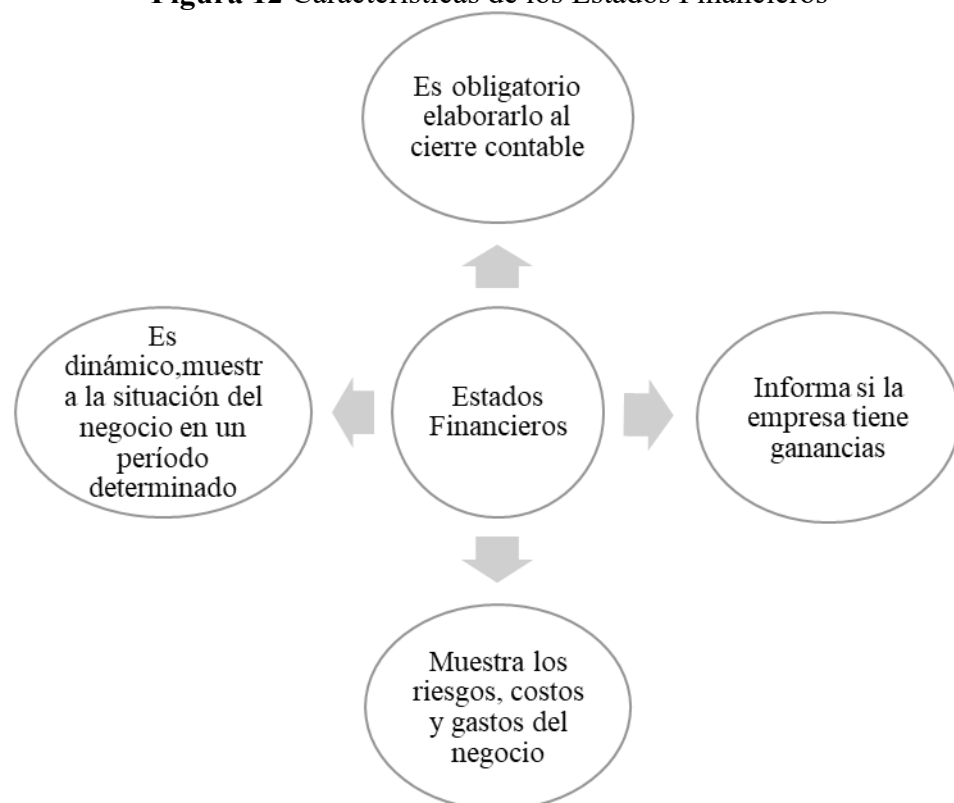 Figura 12 Características de los Estados Financieros
Es obligatorio
elaborarlo al
cierre contable
Es
dinámico,muestr
a la situación del
negocio en un
período
determinado
Estados
Financieros
Informa si la
empresa tiene
ganancias
Muestra los
riesgos, costos
y gastos del
negocio